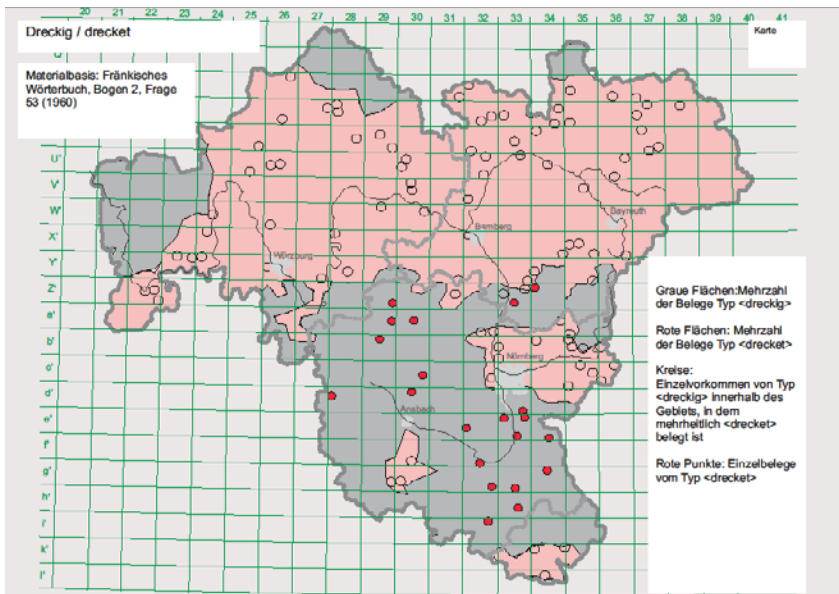 20 21 22 23 24 25 26 27 28 29 30 31 32 33 34 35 36 37 38 39 40 41
Dreckig / drecket
Karte
Materialbasis: Fränkisches
Wörterbuch, Bogen 2, Frage
53 (1960)
U'
V'
W'
X'
Y'
Z'
a'
b'
c'
d'
e'
f'
g'
h'
i'
k'
l'
Bayreuth
Bamberg
Würzburg
Nürnberg
Ansbach
Graue Flächen:Mehrzahl
der Belege Typ <dreckig>
Rote Flächen: Mehrzahl
der Belege Typ <drecket>
Kreise:
Einzelvorkommen von Typ
<dreckig> innerhalb des
Gebiets, in dem
mehrheitlich <drecket>
belegt ist
Rote Punkte: Einzelbelege
vom Typ <drecket>